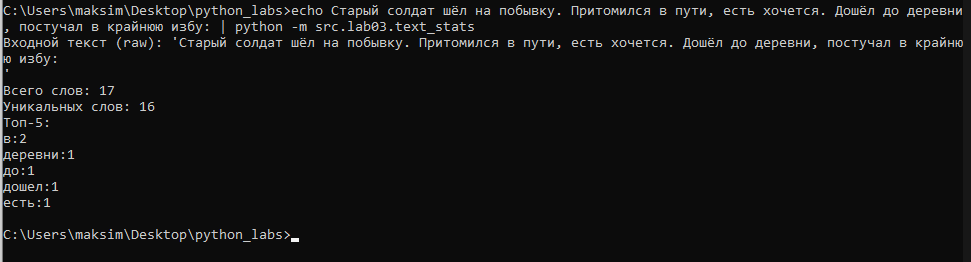 C:\Users\maksim\Desktop\python_labs>echo Старый солдат шёл на побывку. Притомился в пути, есть хочется. Дошёл до деревни
, постучал в крайнюю избу: | python -m src.lab03.text_stats
Входной текст (raw): 'Старый солдат шёл на побывку. Притомился в пути, есть хочется. Дошёл до деревни, постучал в крайню
ю избу:
'
Всего слов: 17
Уникальных слов: 16
Топ-5:
в:2
деревни:1
до:1
дошел:1
есть:1
C:\Users\maksim\Desktop\python_labs>